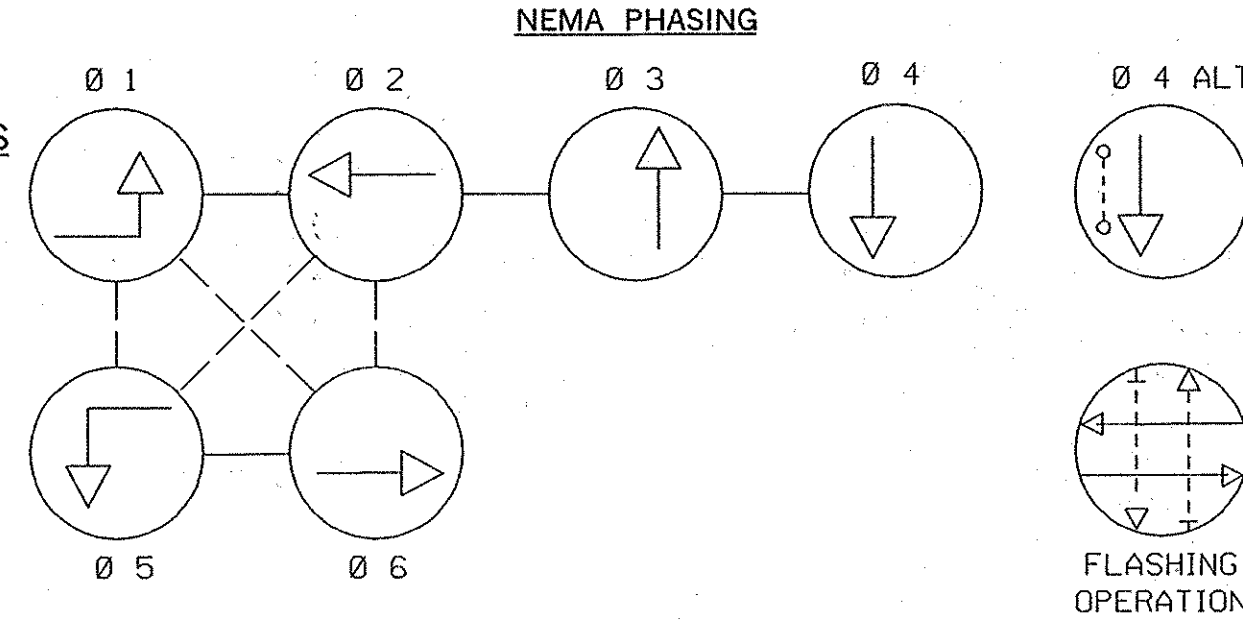 NEMA PHASING
Ø 1
Ø 2
Ø 3
Ø 4
Ø 4 ALT
S
Ø 5
Ø 6
FLASHING
OPERATION